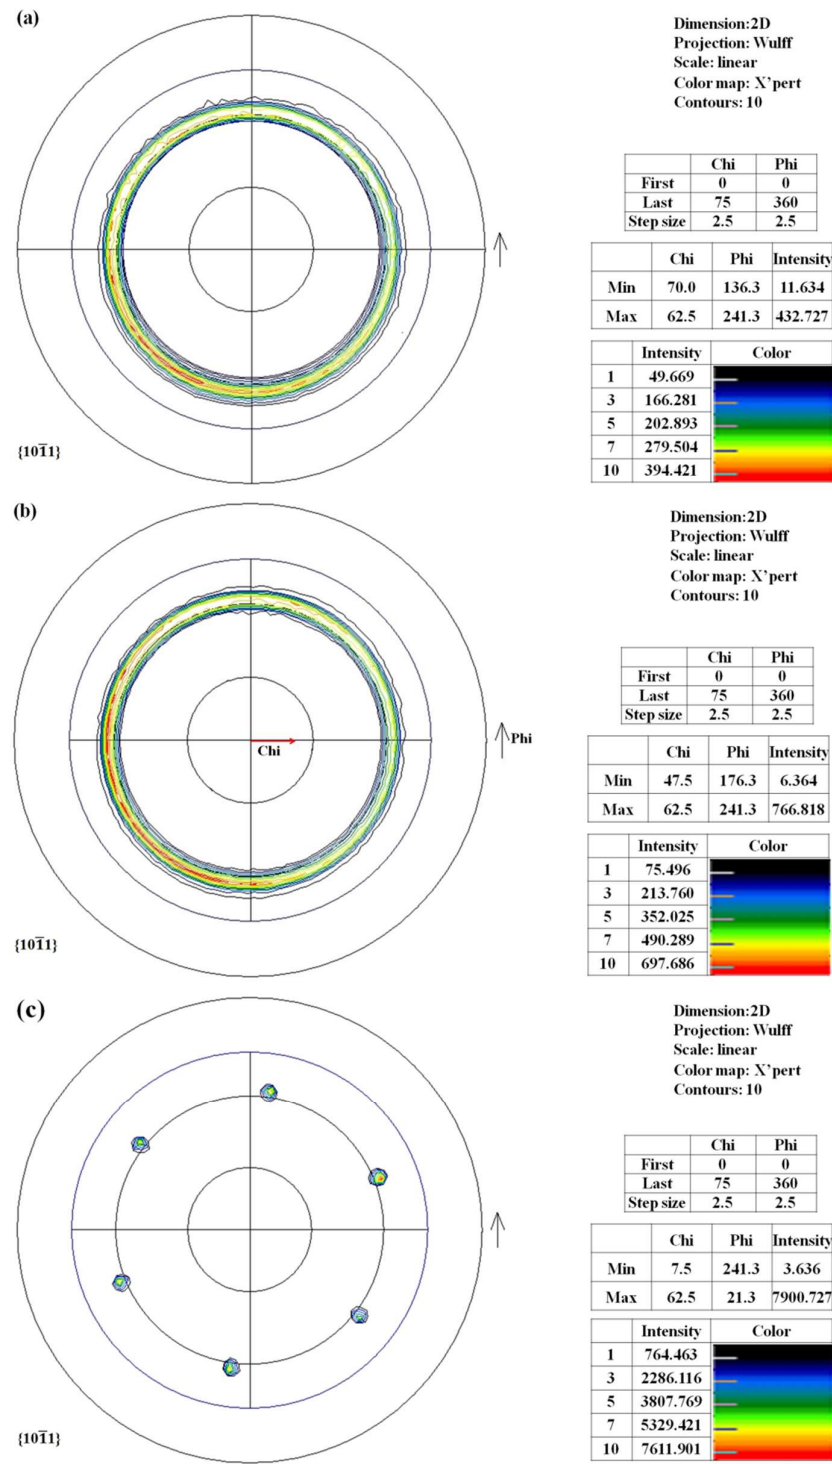 (a)
Dimension:2D
Projection: Wulff
Scale: linear
Color map: X'pert
Contours: 10
Chi Phi
First 0 0
Last 75 360
Step size 2.5 2.5
Chi Phi Intensity
Min 70.0 136.3 11.634
Max 62.5 241.3 432.727
Intensity Color
1 49.669
3 166.281
5 202.893
7 279.504
10 394.421
{101̅1}
(b)
Dimension:2D
Projection: Wulff
Scale: linear
Color map: X'pert
Contours: 10
Chi Phi
First 0 0
Last 75 360
Step size 2.5 2.5
Chi
Phi
Chi Phi Intensity
Min 47.5 176.3 6.364
Max 62.5 241.3 766.818
Intensity Color
1 75.496
3 213.760
5 352.025
7 490.289
10 697.686
{101̅1}
(c)
Dimension:2D
Projection: Wulff
Scale: linear
Color map: X'pert
Contours: 10
Chi Phi
First 0 0
Last 75 360
Step size 2.5 2.5
Chi Phi Intensity
Min 7.5 241.3 3.636
Max 62.5 21.3 7900.727
Intensity Color
1 764.463
3 2286.116
5 3807.769
7 5329.421
10 7611.901
{101̅1}